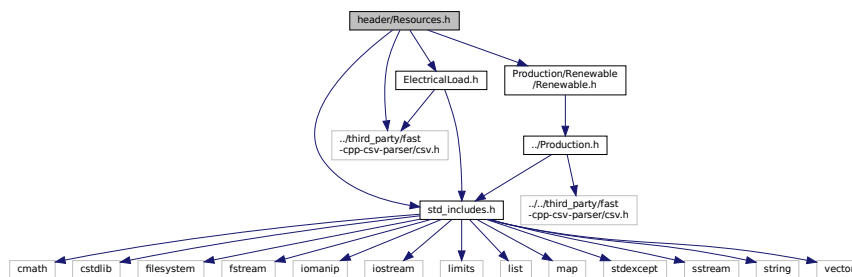 header/Resources.h
ElectricalLoad.h
Production/Renewable
/Renewable.h
../third_party/fast
-cpp-csv-parser/csv.h
../Production.h
std_includes.h
../../third_party/fast
-cpp-csv-parser/csv.h
cmath
cstdlib
filesystem
fstream
iomanip
iostream
limits
list
map
stdexcept
sstream
string
vector